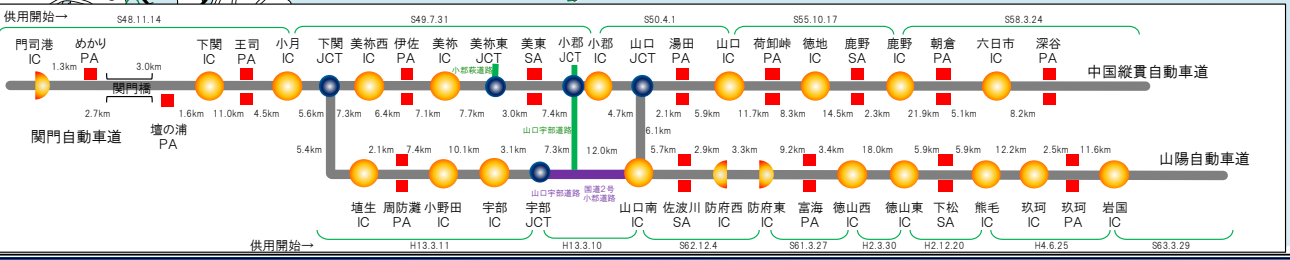 供用開始→
S48.11.14
S49.7.31
S50.4.1
S55.10.17
S58.3.24
門司港
IC
めかり
PA
下関
IC
王司
PA
小月
IC
下関
JCT
美祢西
IC
伊佐
PA
美祢
IC
美祢東
JCT
美東
SA
小郡
JCT
小郡
IC
山口
JCT
湯田
PA
山口
IC
荷卸峠
PA
徳地
IC
鹿野
SA
鹿野
IC
朝倉
PA
六日市
IC
深谷
PA
1.3km
3.0km
小郡萩道路
中国縦貫自動車道
関門橋
2.7km
1.6km
11.0km
4.5km
5.6km
7.3km
6.4km
7.1km
7.7km
3.0km
7.4km
4.7km
2.1km
5.9km
11.7km
8.3km
14.5km
2.3km
21.9km
5.1km
8.2km
関門自動車道
壇の浦
PA
山口宇部道路
6.1km
5.4km
2.1km
7.4km
10.1km
3.1km
7.3km
12.0km
5.7km
2.9km
3.3km
9.2km
3.4km
18.0km
5.9km
5.9km
12.2km
2.5km
11.6km
山陽自動車道
山口宇部道路
国道2号
小郡道路
埴生
IC
周防灘
PA
小野田
IC
宇部
IC
宇部
JCT
山口南
IC
佐波川
SA
防府西
IC
防府東
IC
富海
PA
徳山西
IC
徳山東
IC
下松
SA
熊毛
IC
玖珂
IC
玖珂
PA
岩国
IC
供用開始→
H13.3.11
H13.3.10
S62.12.4
S61.3.27
H2.3.30
H2.12.20
H4.6.25
S63.3.29